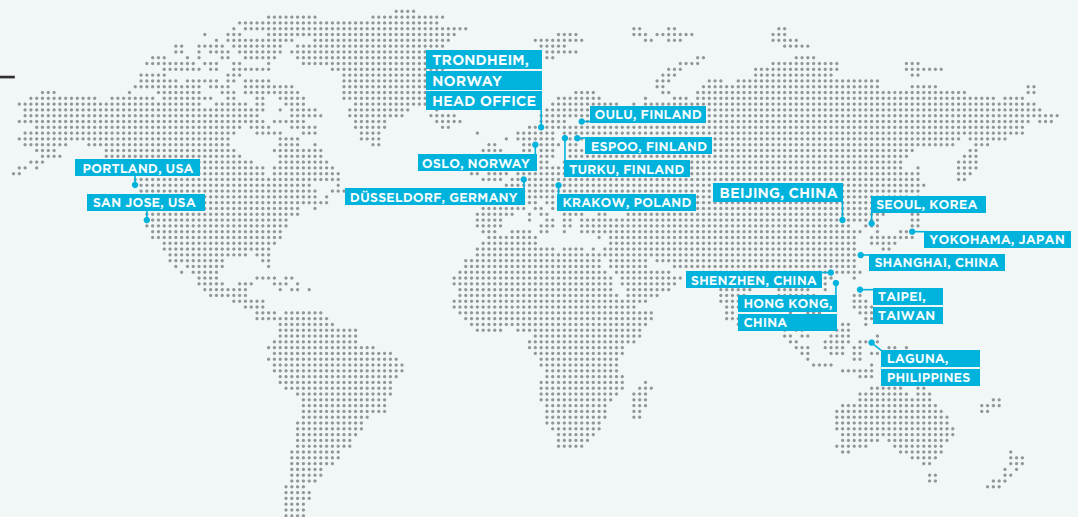 TRONDHEIM,
NORWAY
HEAD OFFICE
OULU, FINLAND
ESPOO, FINLAND
OSLO, NORWAY
TURKU, FINLAND
PORTLAND, USA
DÜSSELDORF, GERMANY
KRAKOW, POLAND
BEIJING, CHINA
SAN JOSE, USA
SEOUL, KOREA
YOKOHAMA, JAPAN
SHANGHAI, CHINA
SHENZHEN, CHINA
HONG KONG,
CHINA
TAIPEI,
TAIWAN
LAGUNA,
PHILIPPINES